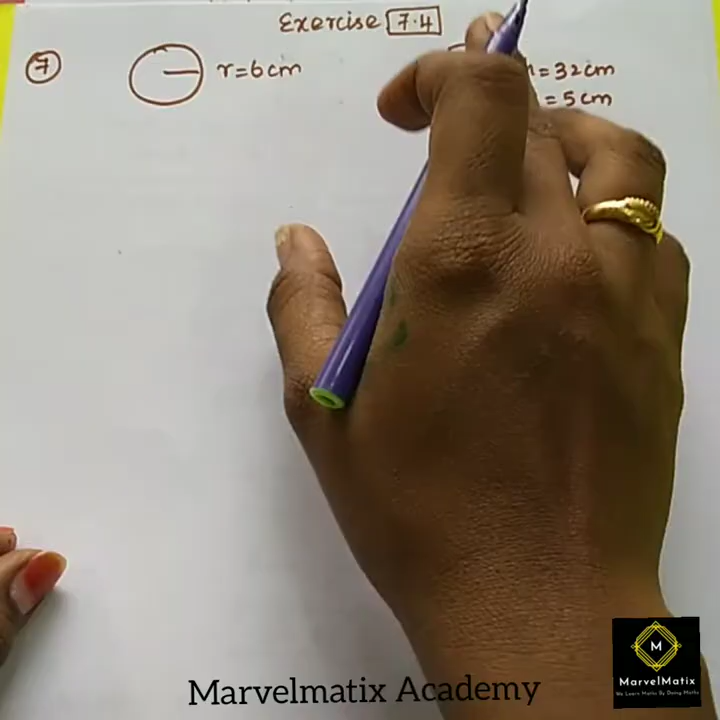 Exercise 7.4
7 r=6cm = 32cm
= 5cm
Marvelmatix Academy
M
MarvelMatix
We Learn Maths By Doing Maths